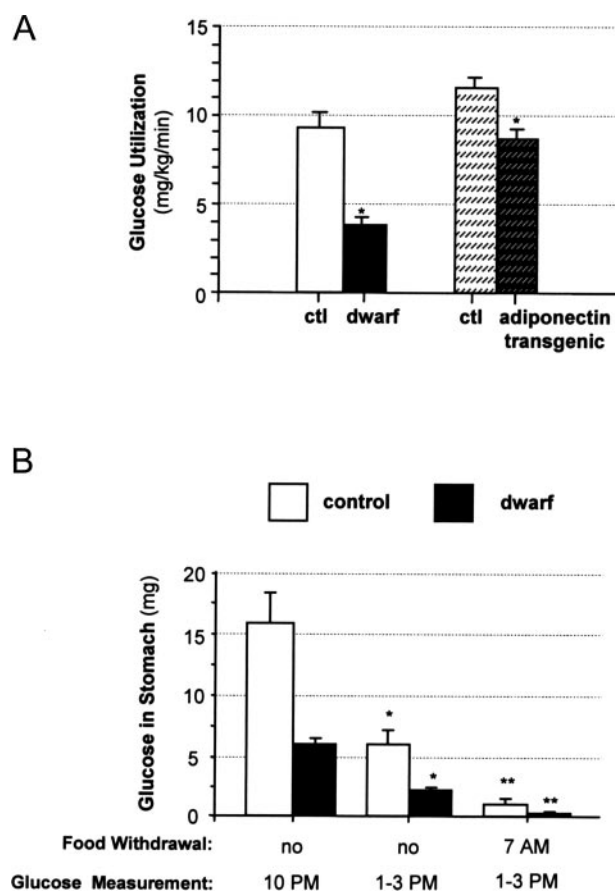 A
15
10
5
0
Glucose Utilization
(mg/kg/min)
*
*
ctl dwarf ctl adiponectin
transgenic
B
control dwarf
20
15
10
5
0
Glucose in Stomach (mg)
*
*
**
**
Food Withdrawal: no no 7 AM
Glucose Measurement: 10 PM 1-3 PM 1-3 PM